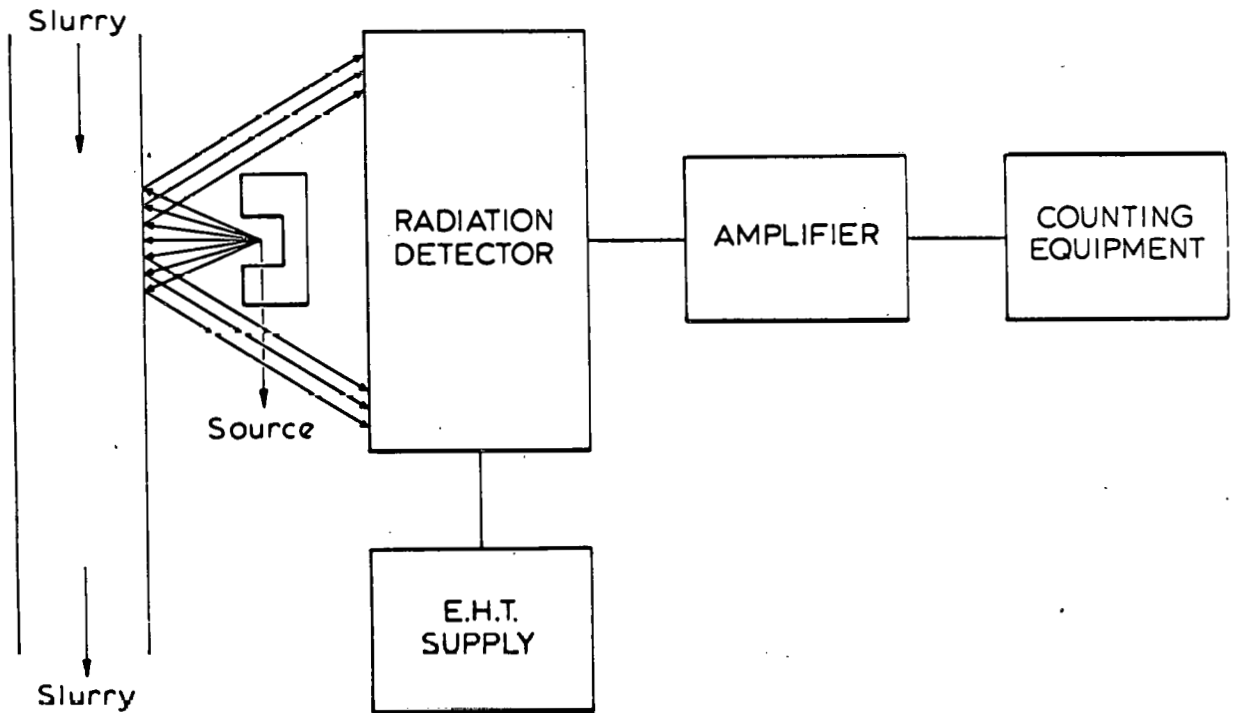 Slurry
RADIATION
DETECTOR
AMPLIFIER
COUNTING
EQUIPMENT
Source
E.H.T.
SUPPLY
Slurry